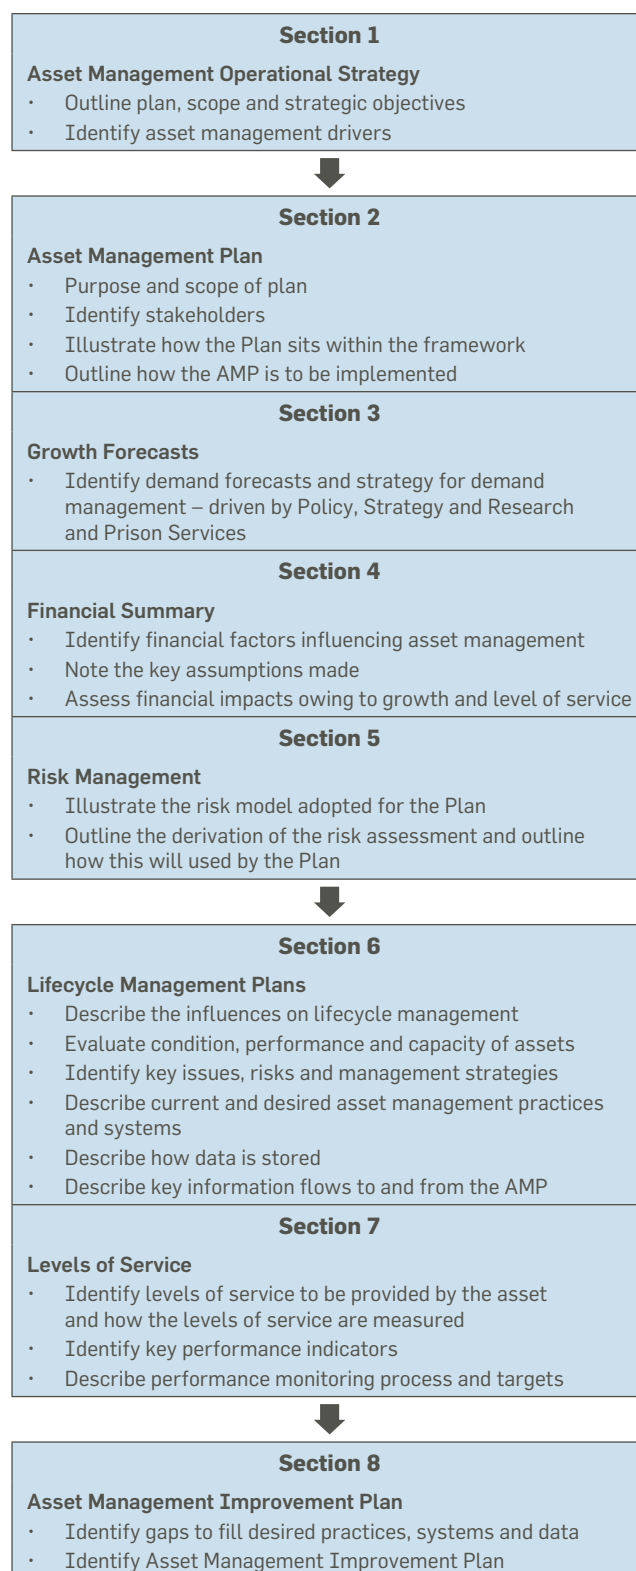 Section 1
Asset Management Operational Strategy
· Outline plan, scope and strategic objectives
· Identify asset management drivers
Section 2
Asset Management Plan
· Purpose and scope of plan
· Identify stakeholders
· Illustrate how the Plan sits within the framework
· Outline how the AMP is to be implemented
Section 3
Growth Forecasts
· Identify demand forecasts and strategy for demand
management – driven by Policy, Strategy and Research
and Prison Services
Section 4
Financial Summary
· Identify financial factors influencing asset management
· Note the key assumptions made
· Assess financial impacts owing to growth and level of service
Section 5
Risk Management
· Illustrate the risk model adopted for the Plan
· Outline the derivation of the risk assessment and outline
how this will used by the Plan
Section 6
Lifecycle Management Plans
· Describe the influences on lifecycle management
· Evaluate condition, performance and capacity of assets
· Identify key issues, risks and management strategies
· Describe current and desired asset management practices
and systems
· Describe how data is stored
· Describe key information flows to and from the AMP
Section 7
Levels of Service
· Identify levels of service to be provided by the asset
and how the levels of service are measured
· Identify key performance indicators
· Describe performance monitoring process and targets
Section 8
Asset Management Improvement Plan
· Identify gaps to fill desired practices, systems and data
· Identify Asset Management Improvement Plan